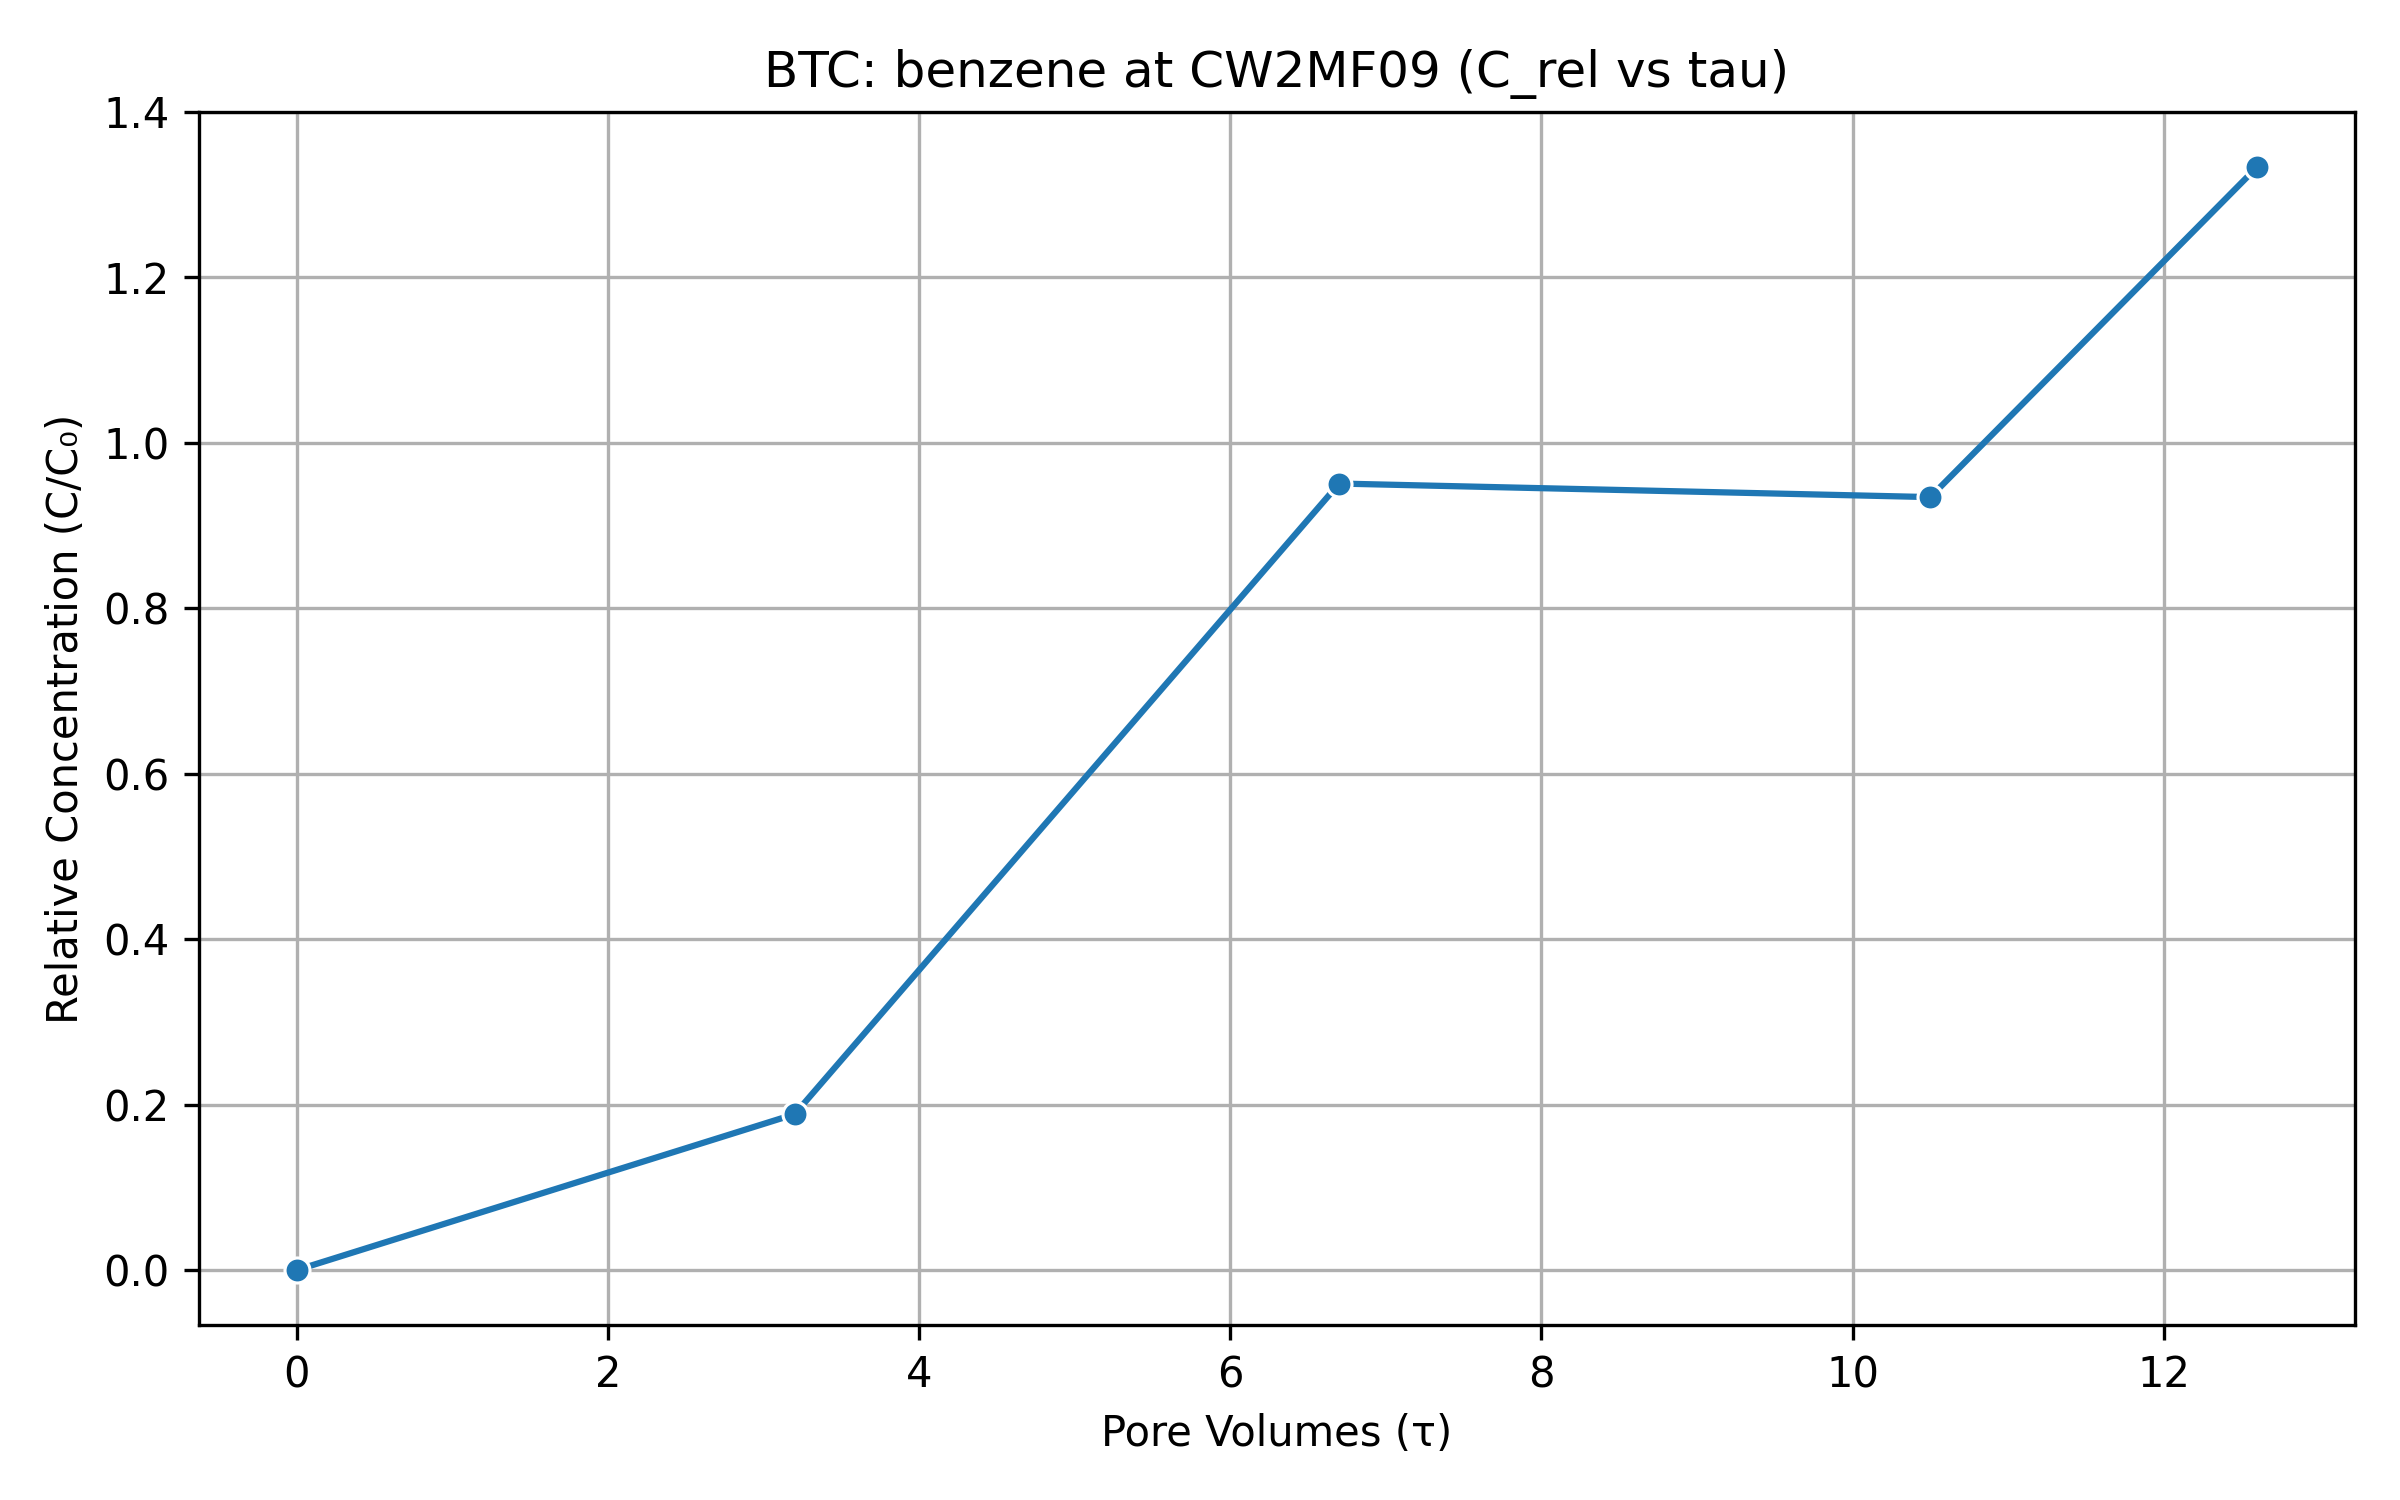 BTC: benzene at CW2MF09 (C_rel vs tau)
Relative Concentration (C/C₀)
1.4
1.2
1.0
0.8
0.6
0.4
0.2
0.0
0 2 4 6 8 10 12
Pore Volumes (τ)